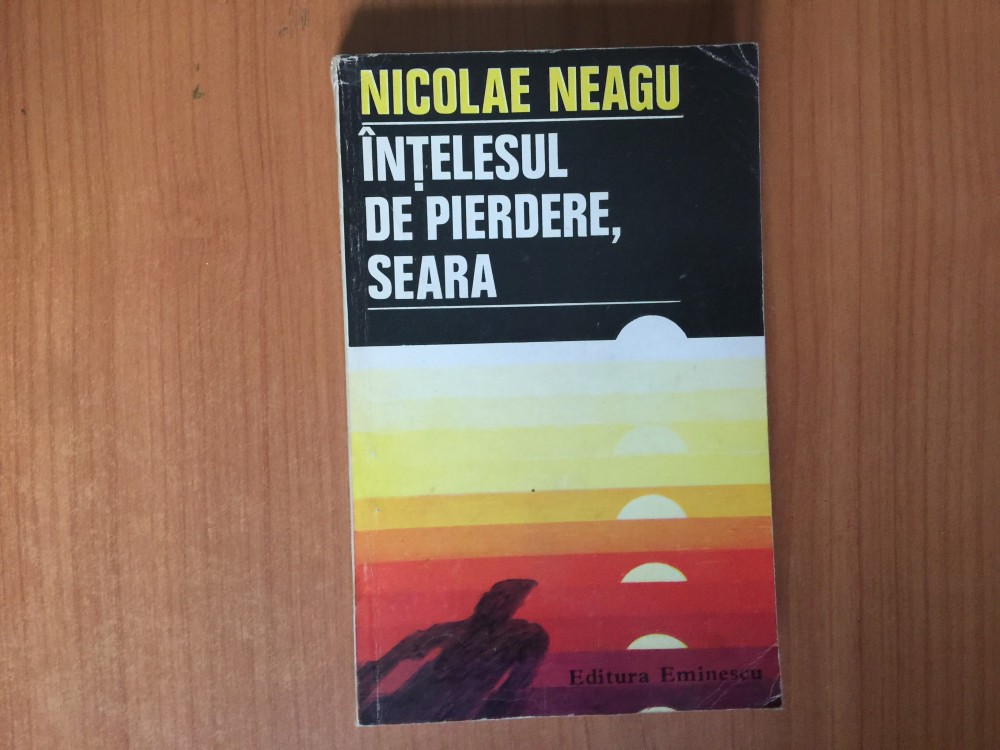 NICOLAE NEAGU
ÎNȚELESUL
DE PIERDERE,
SEARA
Editura Eminescu